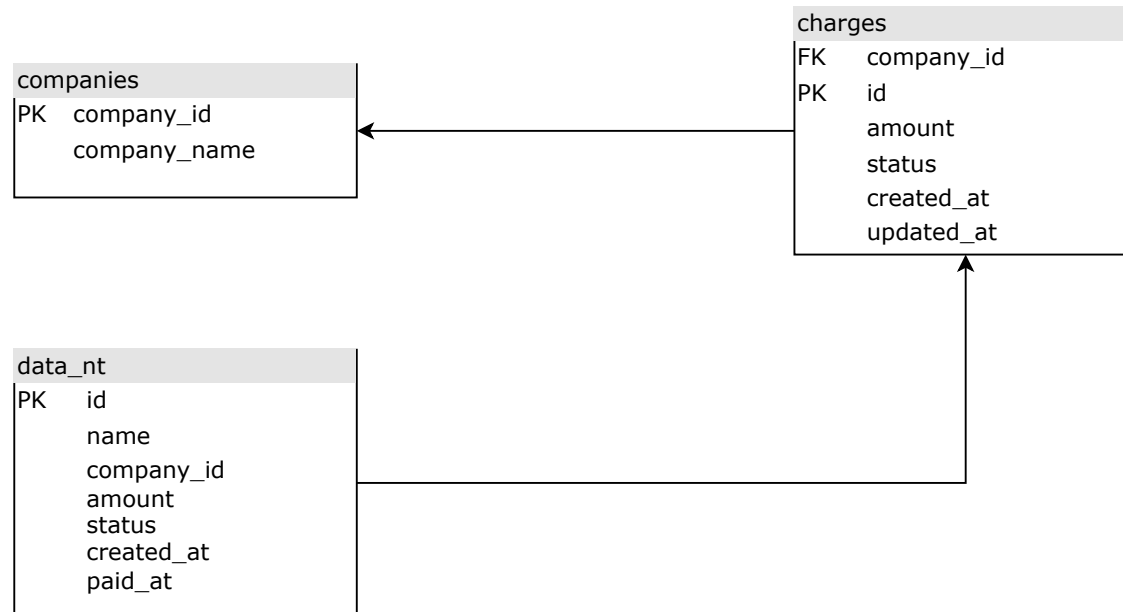 charges
FK company_id
PK id
amount
status
created_at
updated_at
companies
PK company_id
company_name
data_nt
PK id
name
company_id
amount
status
created_at
paid_at